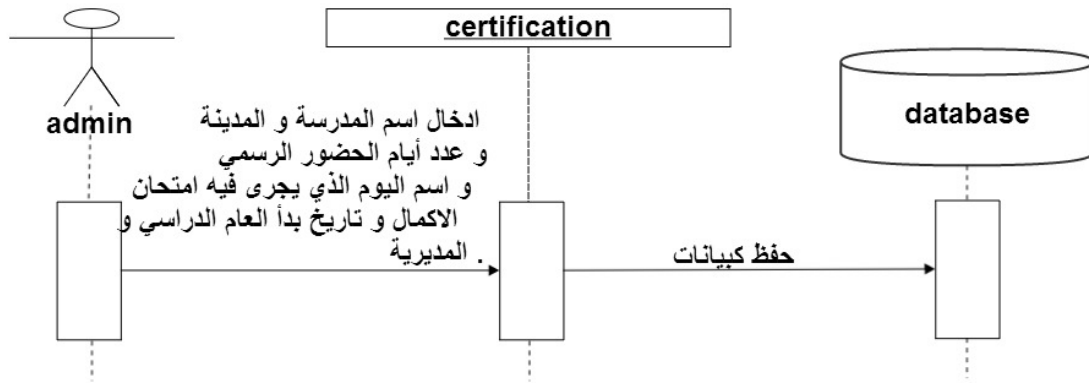 certification
admin
database
ادخال اسم المدرسة و المدينة
و عدد أيام الحضور الرسمي
و اسم اليوم الذي يجرى فيه امتحان
الاكمال و تاريخ بدأ العام الدراسي و
المديرية .
حفظ كبيانات